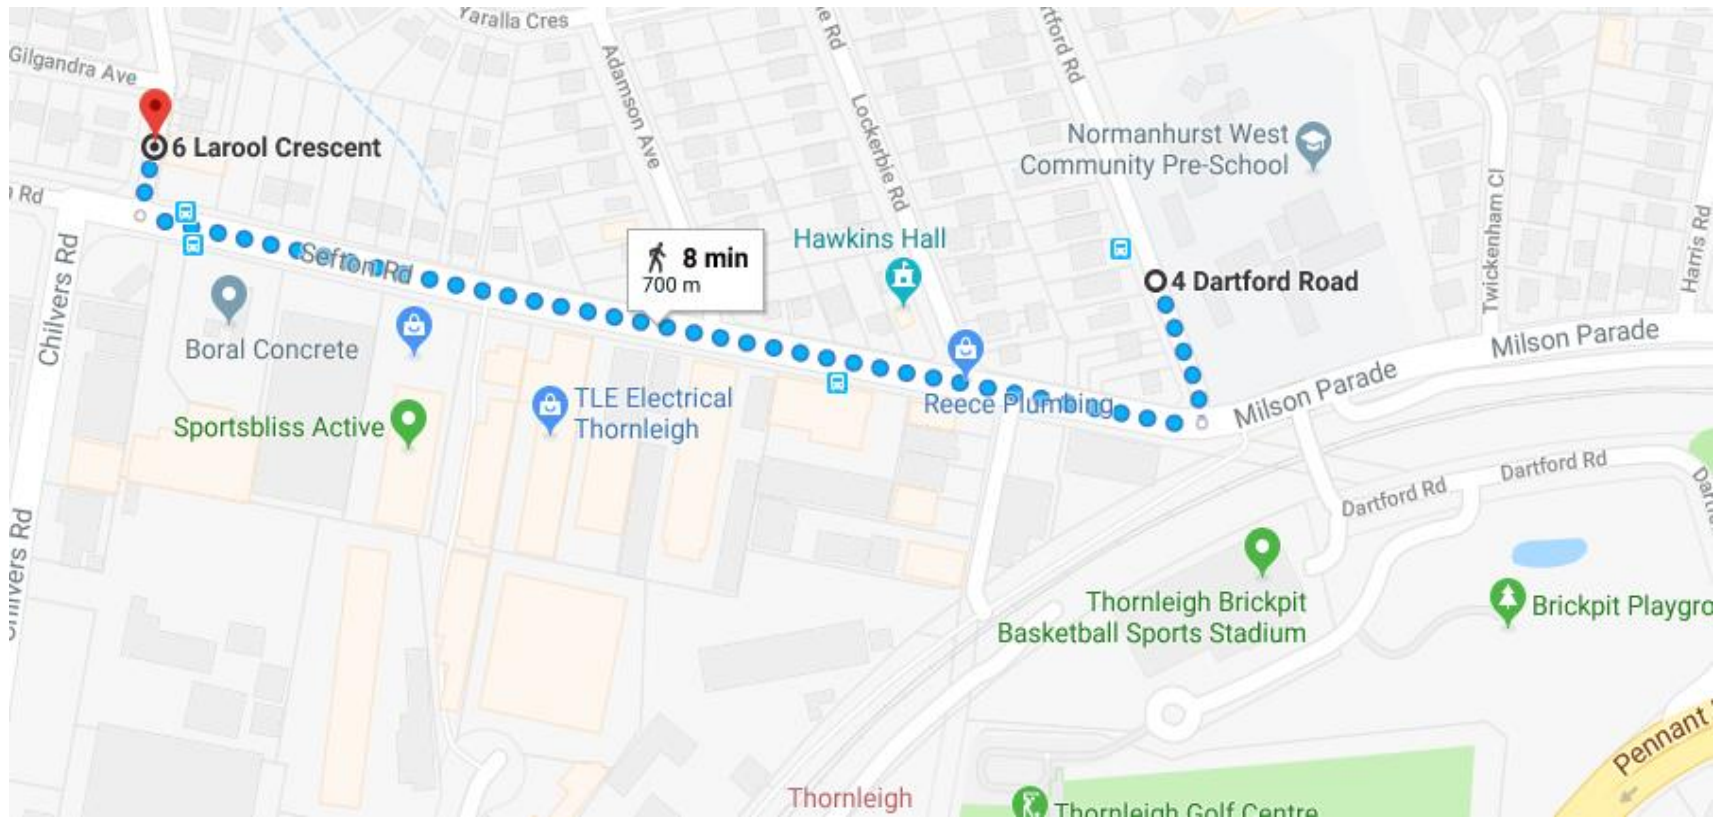 Yaralla Cres
Gilgandra Ave
Adamson Ave
Lockerbie Rd
6 Larool Crescent
Normanhurst West
Community Pre-School
Twickenham Cl
Harris Rd
Rd
Chilvers Rd
Sefton Rd
8 min
700 m
Hawkins Hall
4 Dartford Road
Boral Concrete
Milson Parade
Milson Parade
TLE Electrical
Thornleigh
Reece Plumbing
Sportsbliss Active
Dartford Rd
Dartford Rd
Thornleigh Brickpit
Basketball Sports Stadium
Brickpit Playgro
Pennant
Thornleigh
Thornleigh Golf Centre